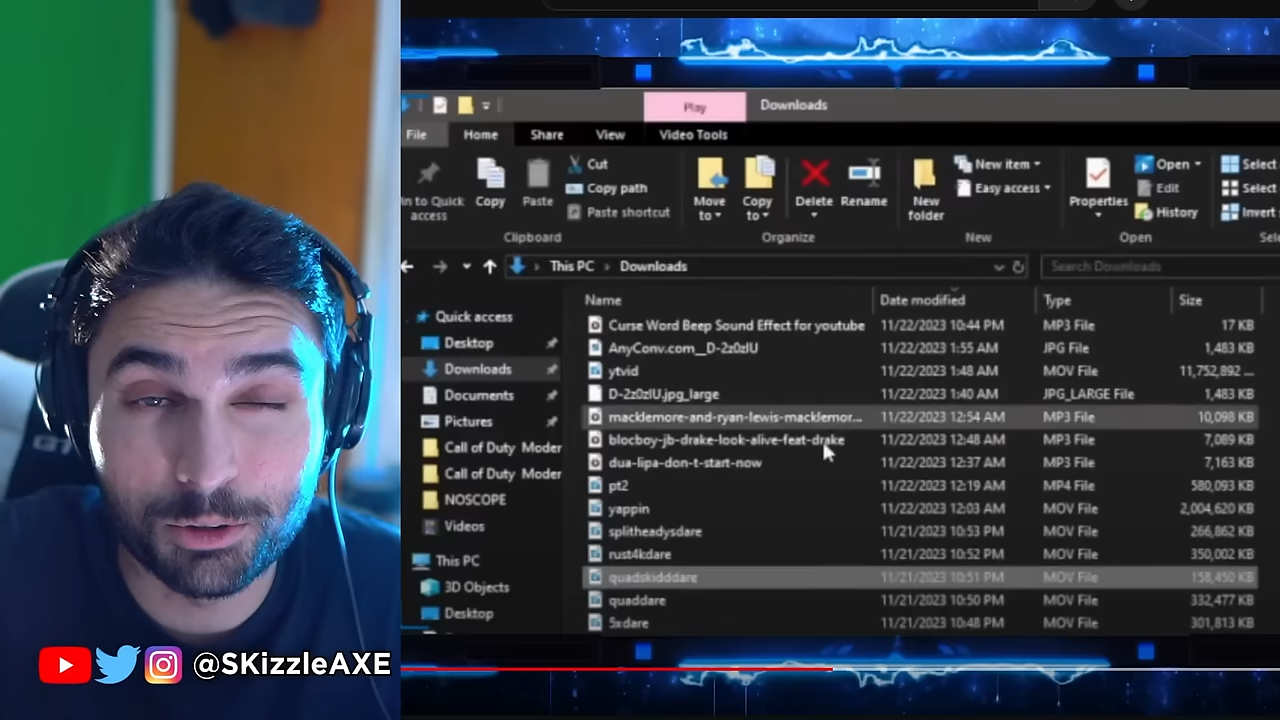 Play Downloads
File Home Share View Video Tools
Cut
Copy path
Paste shortcut
in to Quick access
Copy
Paste
Move to
Copy to
Delete
Rename
New folder
New item
Easy access
Properties
Open
Edit
History
Select
Select
Invert
Clipboard Organize New Open
This PC Downloads Search Downloads
Name Date modified Type Size
Quick access
Desktop
Downloads
Documents
Pictures
Call of Duty Moder
Call of Duty Moder
NOSCOPE
Videos
This PC
3D Objects
Desktop
Curse Word Beep Sound Effect for youtube 11/22/2023 10:44 PM MP3 File 17 KB
AnyConv.com__D-2z0zlU 11/22/2023 1:55 AM JPG File 1,483 KB
ytvid 11/22/2023 1:48 AM MOV File 11,752,892 ...
D-2z0zlU.jpg_large 11/22/2023 1:40 AM JPG_LARGE File 1,483 KB
macklemore-and-ryan-lewis-macklemor... 11/22/2023 12:54 AM MP3 File 10,098 KB
blocboy-jb-drake-look-alive-feat-drake 11/22/2023 12:48 AM MP3 File 7,089 KB
dua-lipa-don-t-start-now 11/22/2023 12:37 AM MP3 File 7,163 KB
pt2 11/22/2023 12:19 AM MP4 File 580,093 KB
yappin 11/22/2023 12:03 AM MOV File 2,004,620 KB
splitheadysdare 11/21/2023 10:53 PM MOV File 266,862 KB
rust4kdare 11/21/2023 10:52 PM MOV File 350,002 KB
quadskidddare 11/21/2023 10:51 PM MOV File 158,450 KB
quaddare 11/21/2023 10:50 PM MOV File 332,477 KB
5xdare 11/21/2023 10:48 PM MOV File 301,813 KB
@SKizzleAXE